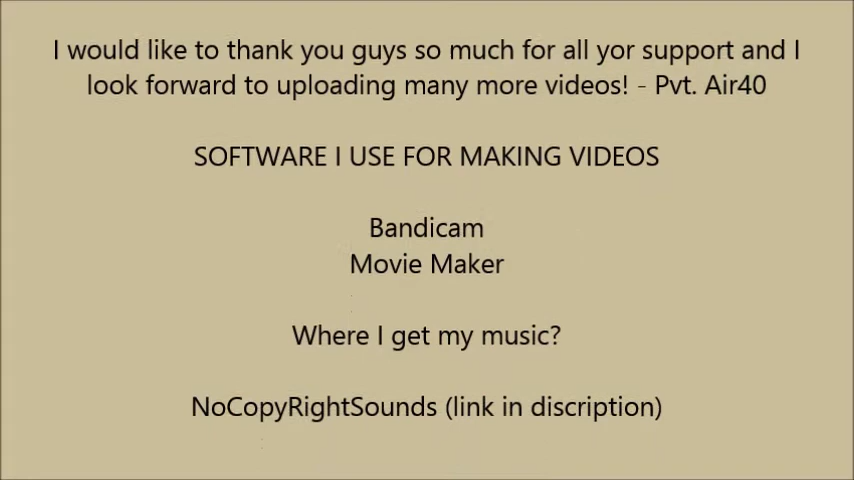 I would like to thank you guys so much for all yor support and I
look forward to uploading many more videos! - Pvt. Air40
SOFTWARE I USE FOR MAKING VIDEOS
Bandicam
Movie Maker
Where I get my music?
NoCopyRightSounds (link in discription)